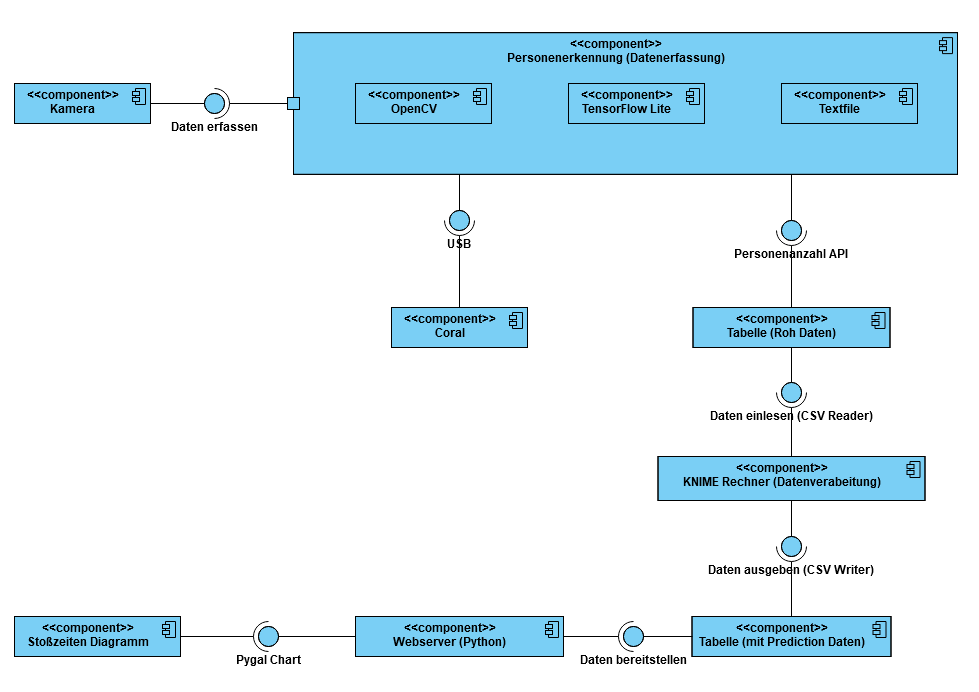 <<component>>
Personenerkennung (Datenerfassung)
<<component>>
Kamera
<<component>>
OpenCV
<<component>>
TensorFlow Lite
<<component>>
Textfile
Daten erfassen
USB
Personenanzahl API
<<component>>
Coral
<<component>>
Tabelle (Roh Daten)
Daten einlesen (CSV Reader)
<<component>>
KNIME Rechner (Datenverabeitung)
Daten ausgeben (CSV Writer)
<<component>>
Stoßzeiten Diagramm
<<component>>
Webserver (Python)
<<component>>
Tabelle (mit Prediction Daten)
Pygal Chart
Daten bereitstellen